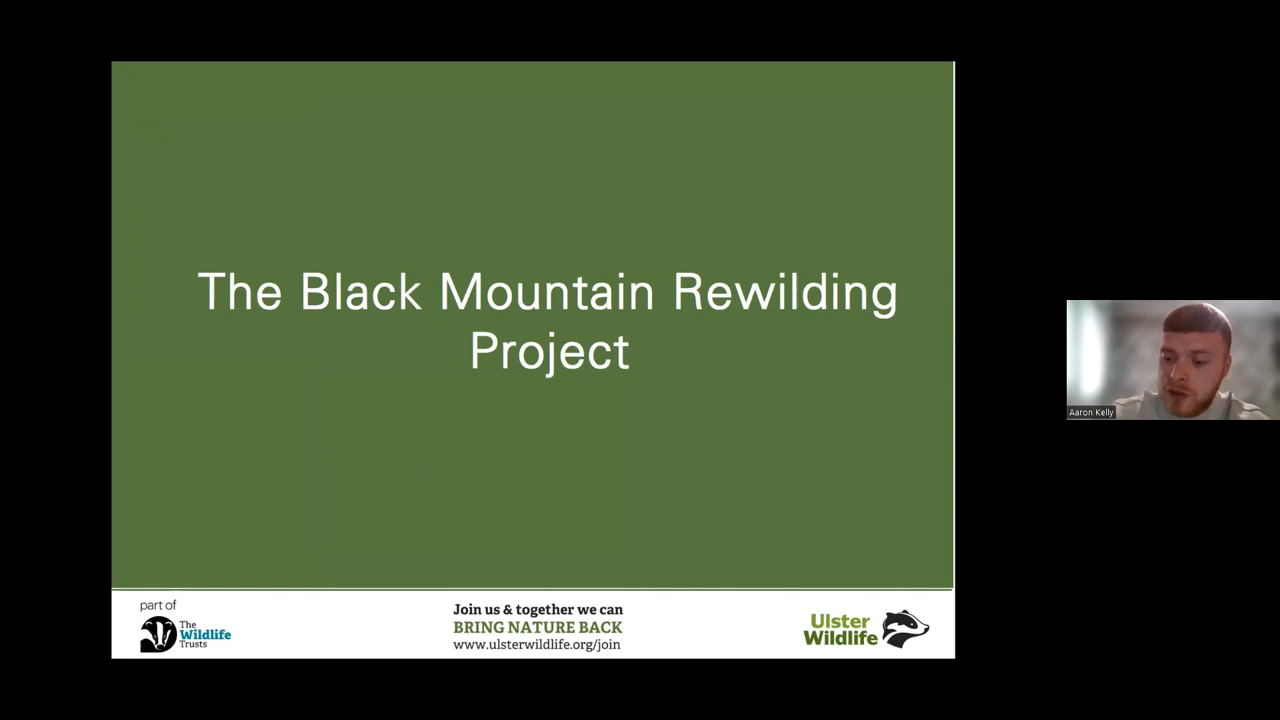 The Black Mountain Rewilding
Project
Aaron Kelly
part of
The
Wildlife
Trusts
Join us & together we can
BRING NATURE BACK
www.ulsterwildlife.org/join
Ulster
Wildlife